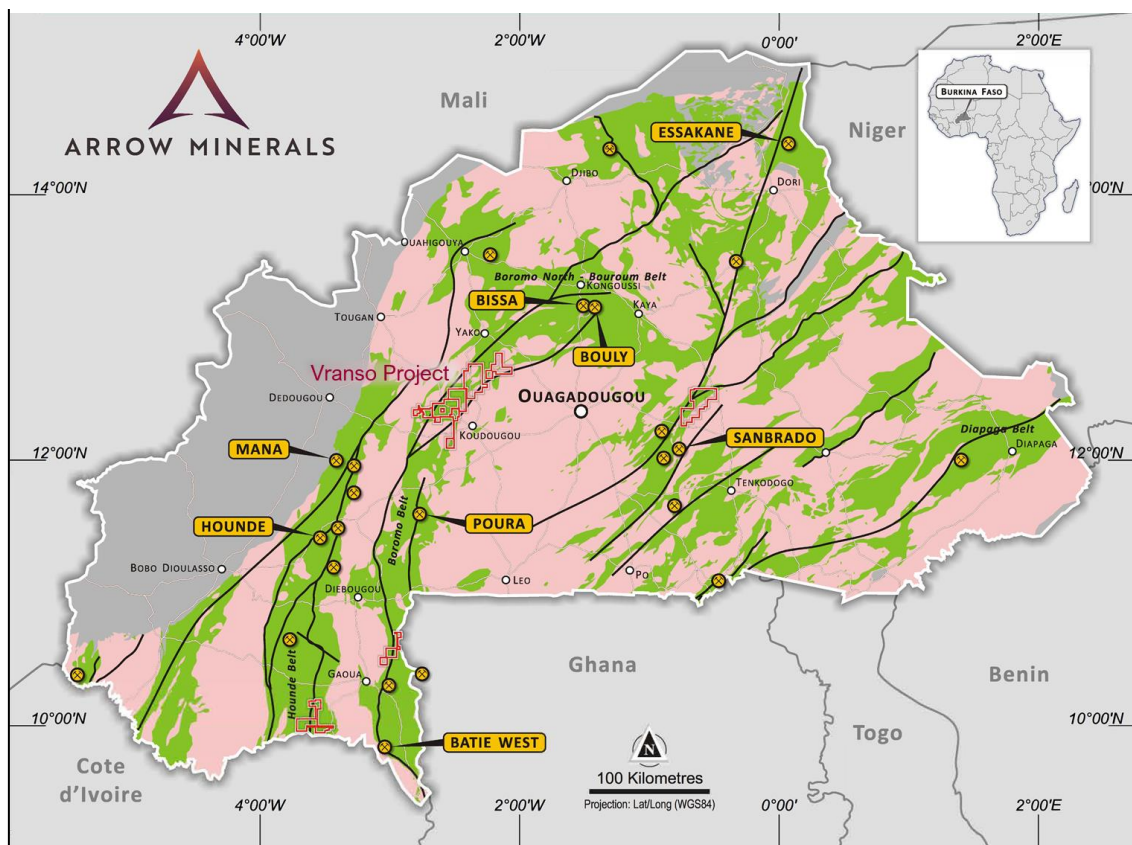 4°00'W
2°00'W
0°00'
2°00'E
ARROW MINERALS
Mali
Niger
BURKINA FASO
ESSAKANE
DJIBO
DORI
14°00'N
00'N
OUAHIGOUYA
Boromo North - Bouroum Belt
KONGOUSSI
BISSA
KAYA
TOUGAN
YAKO
BOULY
Vranso Project
DEDOUGOU
OUAGADOUGOU
KOUDOUGOU
MANA
SANBRADO
Diapaga Belt
DIAPAGA
12°00'N
12°00'N
TENKODOGO
HOUNDE
POURA
Boromo Belt
BOBO DIOULASSO
LEO
PO
DIEBOUGOU
Ghana
Benin
GAOUA
Hounde Belt
10°00'N
10°00'N
BATIE WEST
Togo
N
Cote
d'Ivoire
100 Kilometres
Projection: Lat/Long (WGS84)
4°00'W
2°00'W
0°00'
2°00'E